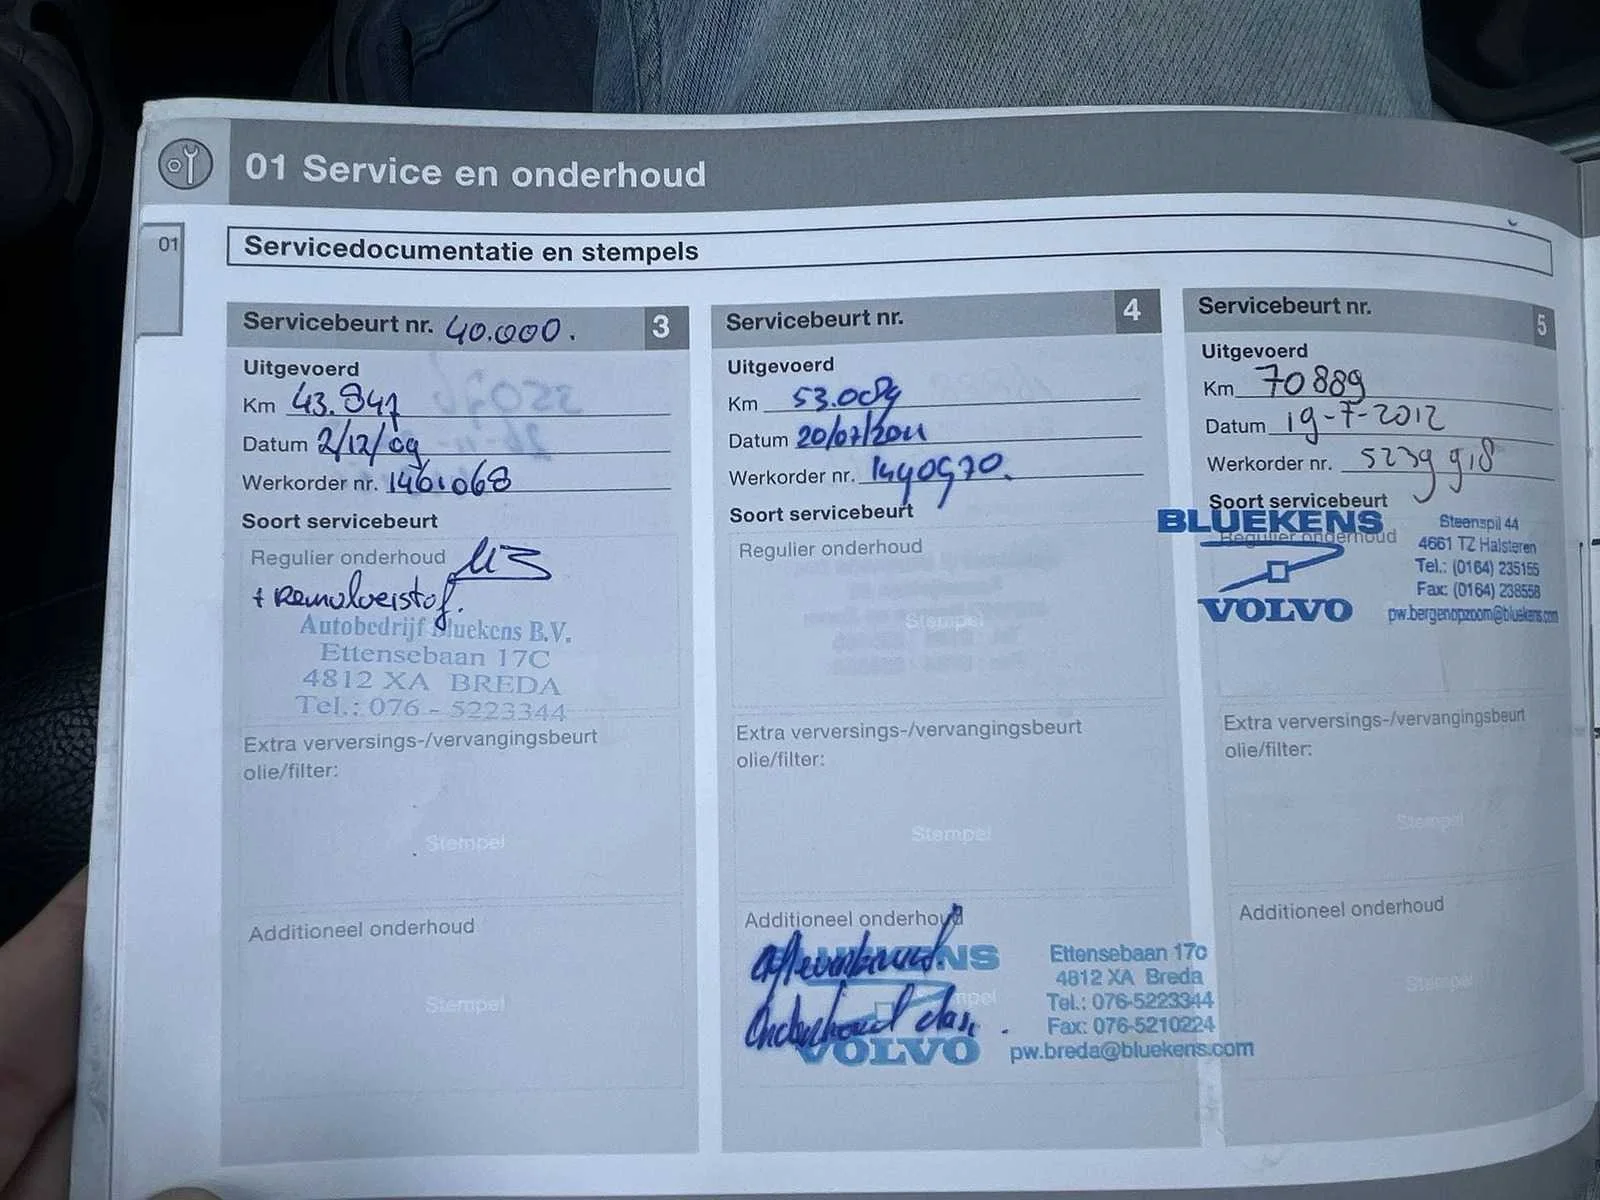 01 Service en onderhoud
01
Servicedocumentatie en stempels
Servicebeurt nr. 40.000. 3
Uitgevoerd
Km 43.847
Datum 2/12/09
Werkorder nr. 1461068
Soort servicebeurt
Regulier onderhoud
+ Remvloeistof.
Autobedrijf Bluekens B.V.
Ettensebaan 17C
4812 XA BREDA
Tel.: 076 - 5223344
Extra verversings-/vervangingsbeurt
olie/filter:
Stempel
Additioneel onderhoud
Stempel
Servicebeurt nr. 4
Uitgevoerd
Km 53.089
Datum 20/07/2011
Werkorder nr. 1440970.
Soort servicebeurt
Regulier onderhoud
Stempel
Extra verversings-/vervangingsbeurt
olie/filter:
Stempel
Additioneel onderhoud
BLUEKENS
Onderhoud
VOLVO
Ettensebaan 17c
4812 XA Breda
Tel.: 076-5223344
Fax: 076-5210224
pw.breda@bluekens.com
Servicebeurt nr. 5
Uitgevoerd
Km 70889
Datum 19-7-2012
Werkorder nr. 5239918
Soort servicebeurt
Regulier onderhoud
BLUEKENS
VOLVO
Steenspil 44
4661 TZ Halsteren
Tel.: (0164) 235155
Fax: (0164) 238558
pw.bergenopzoom@bluekens.com
Extra verversings-/vervangingsbeurt
olie/filter:
Stempel
Additioneel onderhoud
Stempel